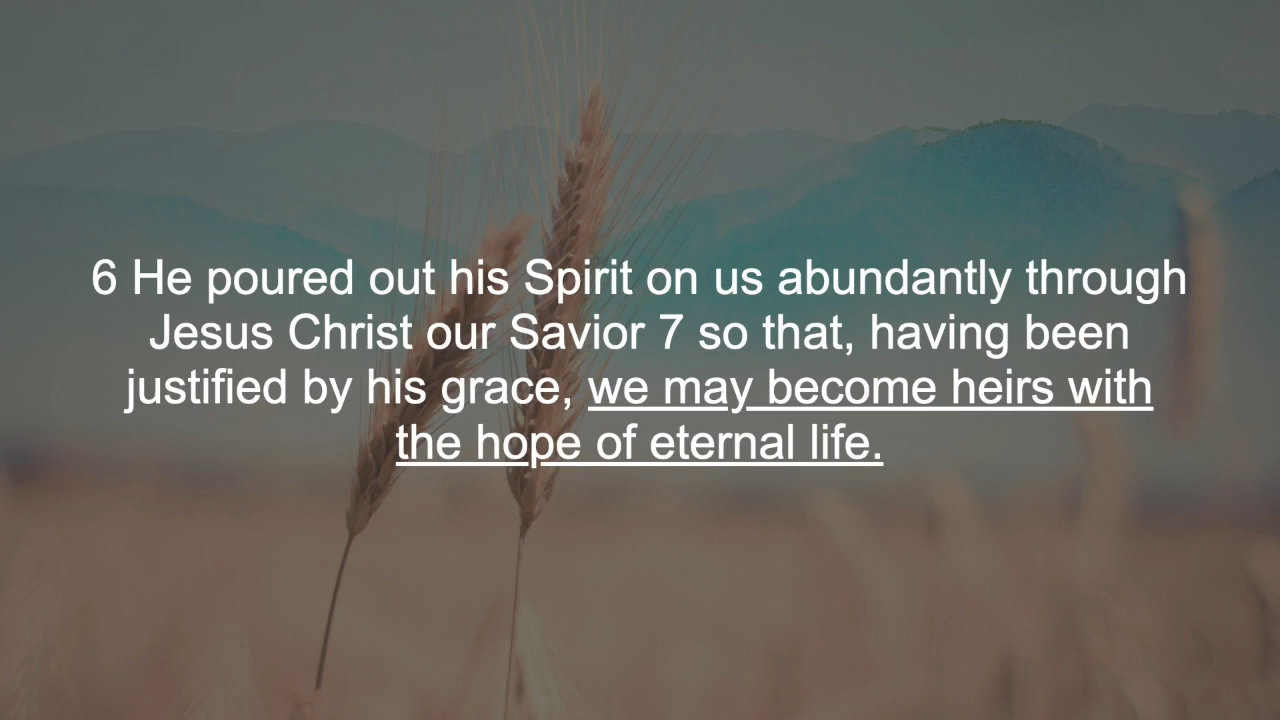 6 He poured out his Spirit on us abundantly through
Jesus Christ our Savior 7 so that, having been
justified by his grace, we may become heirs with
the hope of eternal life.